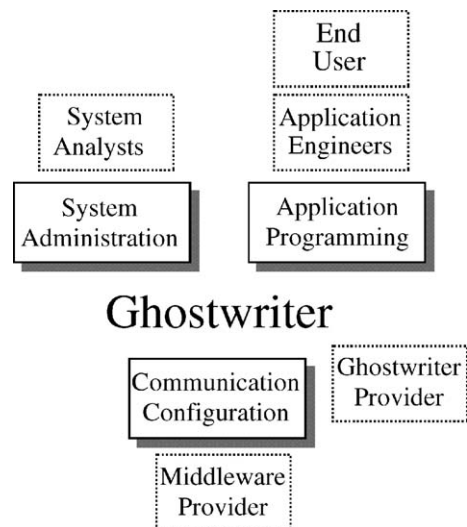 End
User
System
Analysts
Application
Engineers
System
Administration
Application
Programming
Ghostwriter
Communication
Configuration
Ghostwriter
Provider
Middleware
Provider